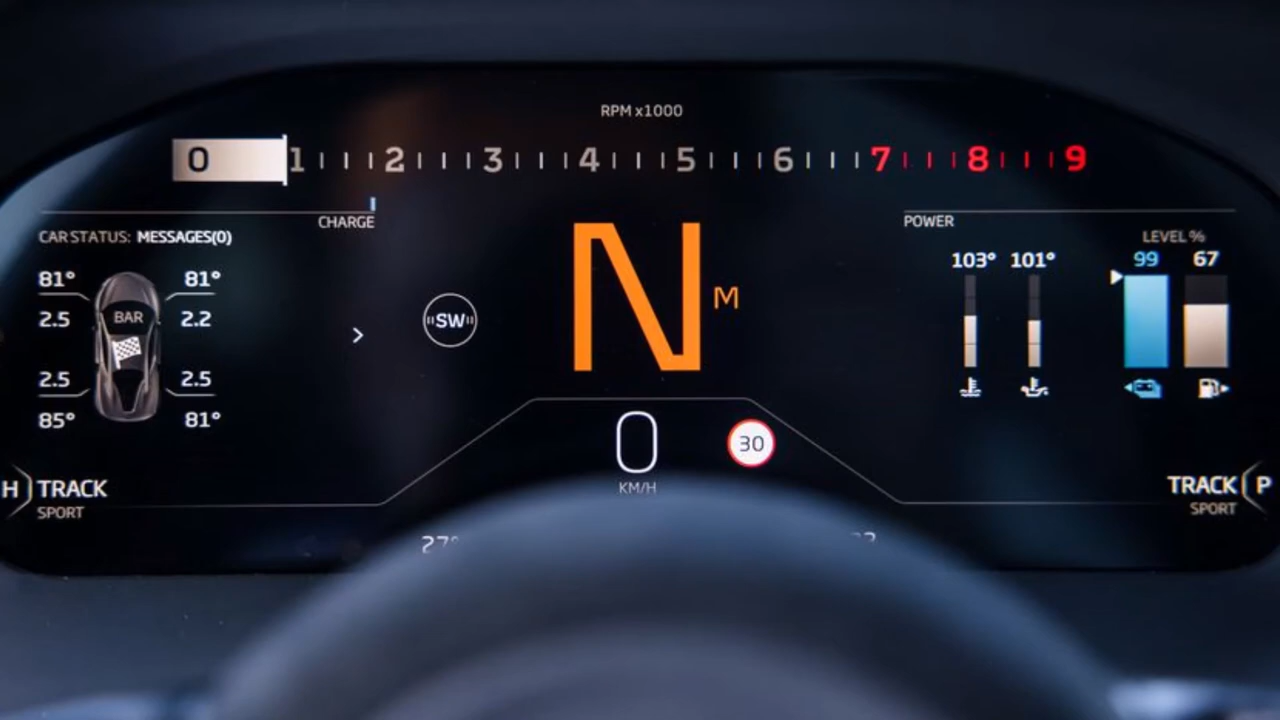 RPM x1000
0 1 2 3 4 5 6 7 8 9
CHARGE
POWER
CAR STATUS: MESSAGES(0)
81° 81°
2.5 BAR 2.2
2.5 2.5
85° 81°
SW
N M
103° 101°
LEVEL %
99 67
0
KM/H
30
H TRACK
SPORT
TRACK P
SPORT
27°